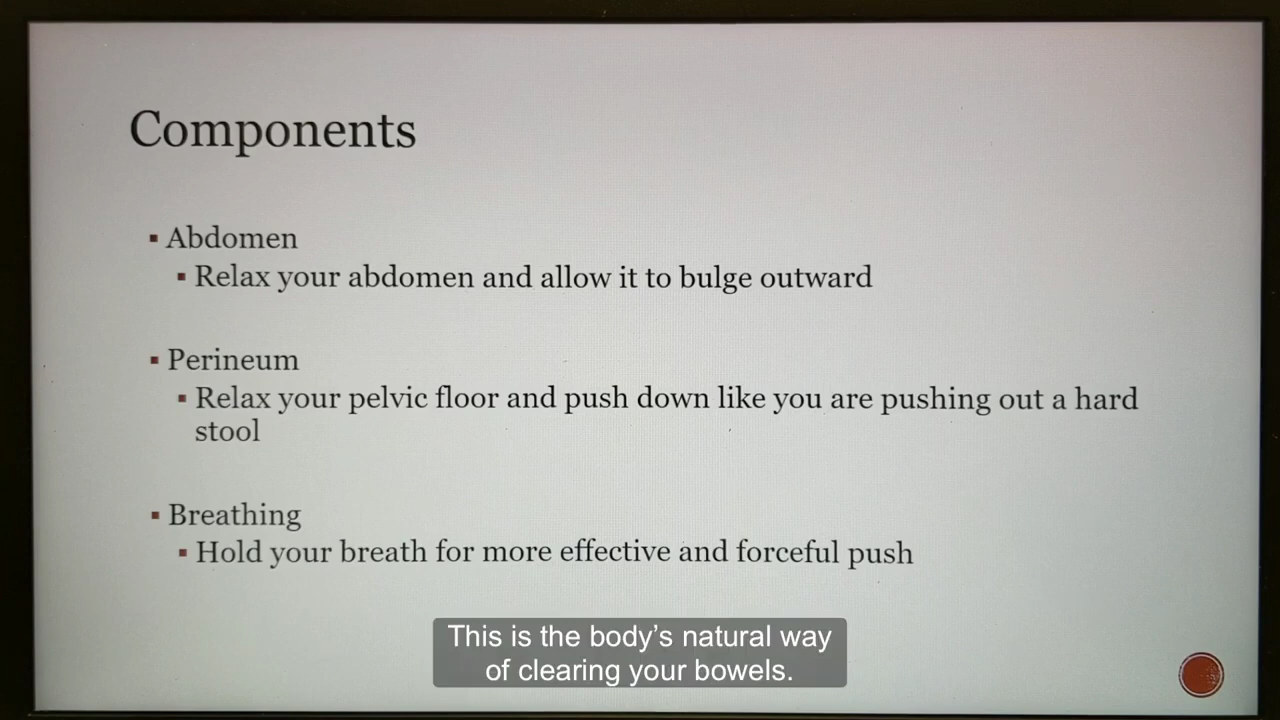 Components
▪ Abdomen
▪ Relax your abdomen and allow it to bulge outward
▪ Perineum
▪ Relax your pelvic floor and push down like you are pushing out a hard
stool
▪ Breathing
▪ Hold your breath for more effective and forceful push
This is the body’s natural way
of clearing your bowels.